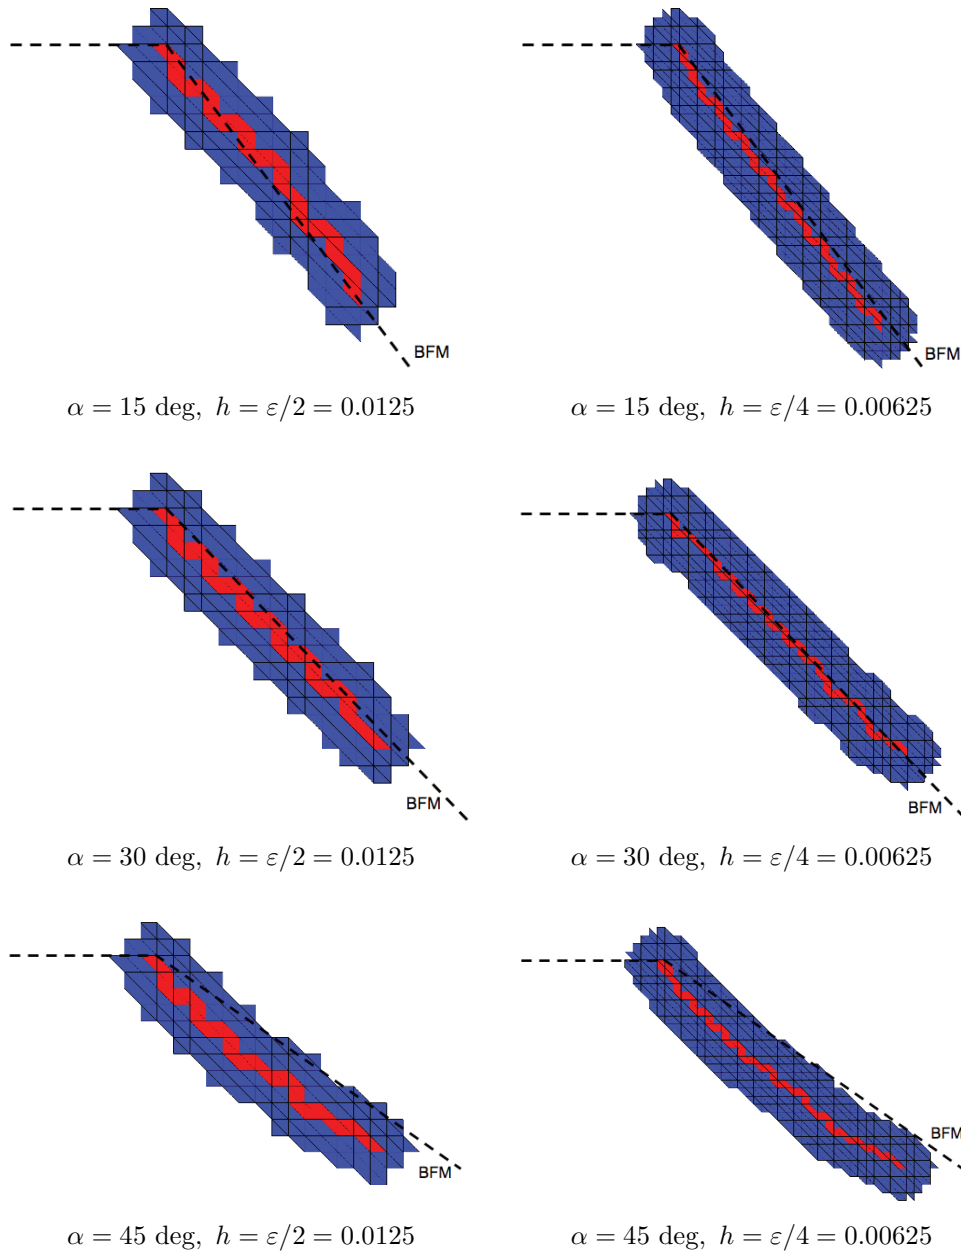 BFM
BFM
α = 15 deg, h = ε/2 = 0.0125
α = 15 deg, h = ε/4 = 0.00625
BFM
BFM
α = 30 deg, h = ε/2 = 0.0125
α = 30 deg, h = ε/4 = 0.00625
BFM
BFM
α = 45 deg, h = ε/2 = 0.0125
α = 45 deg, h = ε/4 = 0.00625